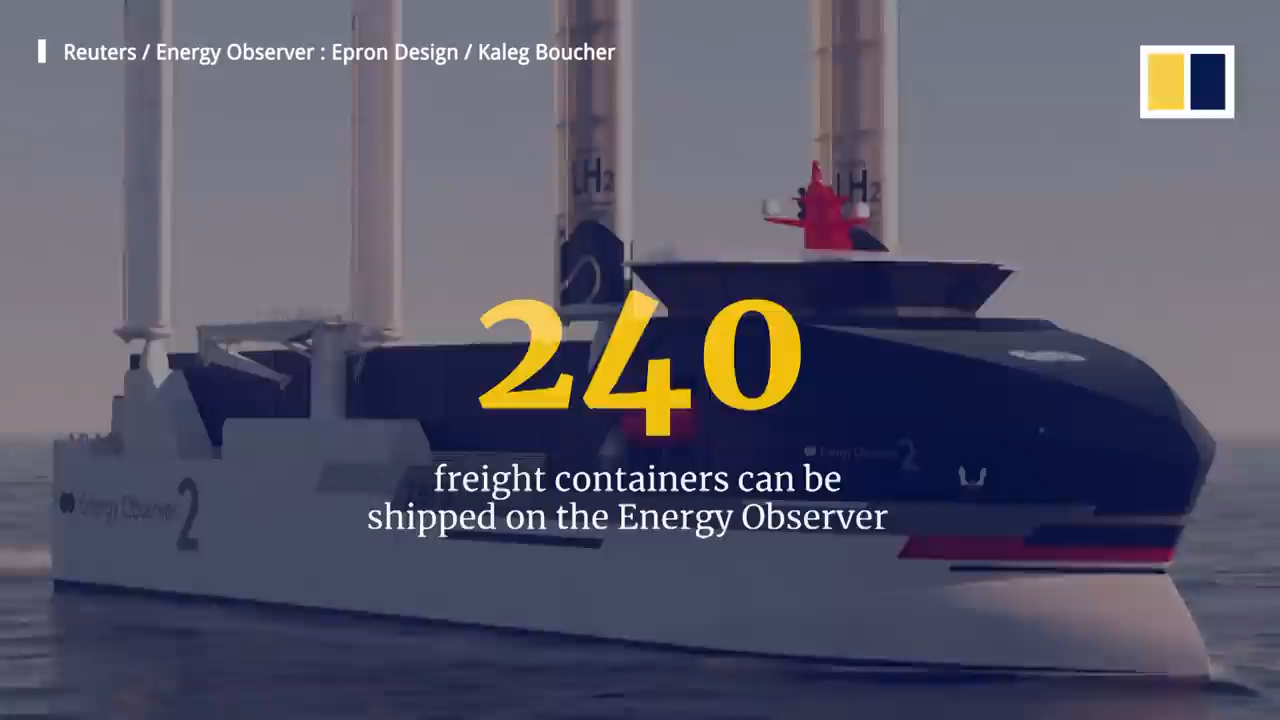 Reuters / Energy Observer : Epron Design / Kaleg Boucher
LH2
LH2
240
freight containers can be
shipped on the Energy Observer
Energy Observer 2
Energy Observer 2